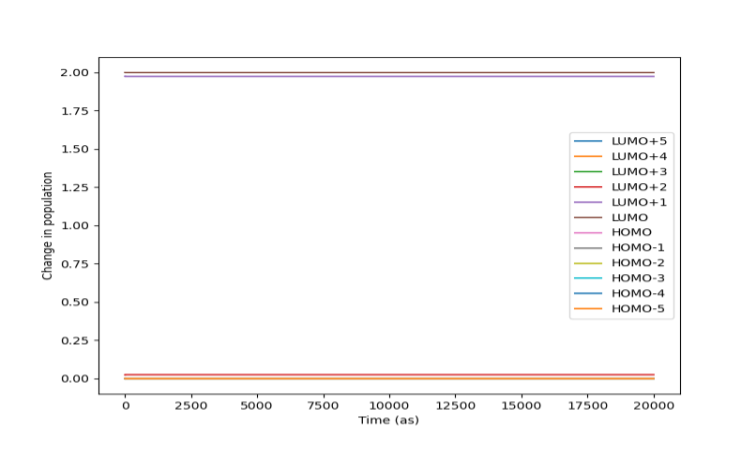 2.00
1.75
1.50
1.25
1.00
0.75
0.50
0.25
0.00
Change in population
LUMO+5
LUMO+4
LUMO+3
LUMO+2
LUMO+1
LUMO
HOMO
HOMO-1
HOMO-2
HOMO-3
HOMO-4
HOMO-5
0 2500 5000 7500 10000 12500 15000 17500 20000
Time (as)